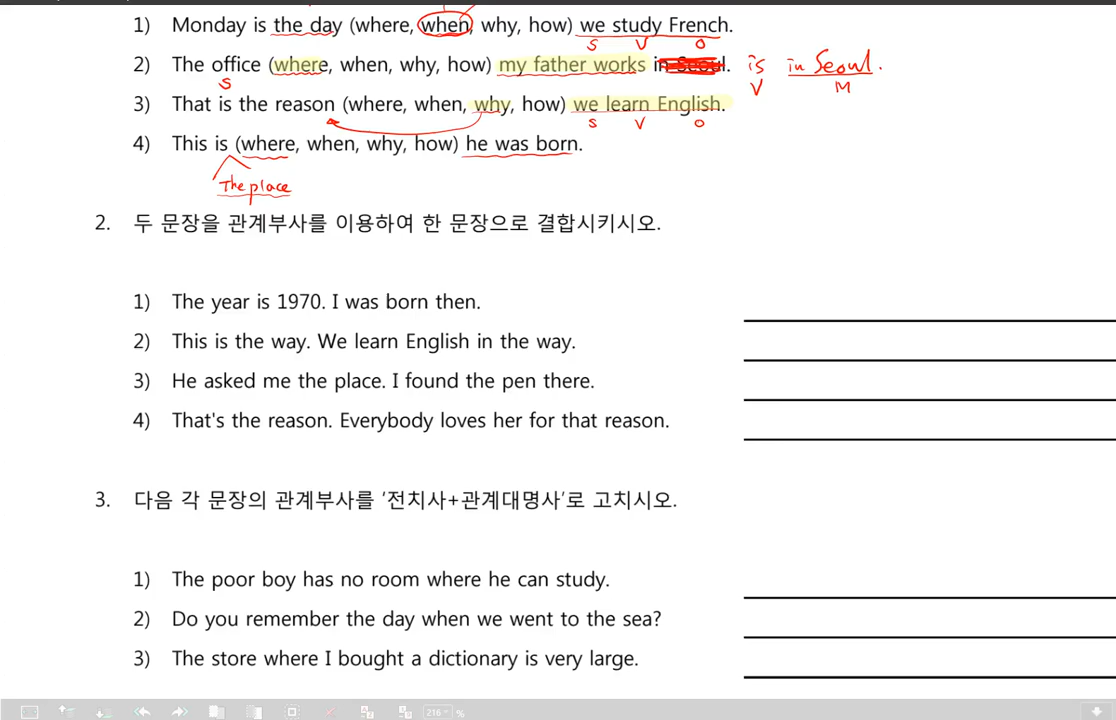 1) Monday is the day (where, when, why, how) we study French.
S V O
2) The office (where, when, why, how) my father works in Seoul. is in Seoul.
S V M
3) That is the reason (where, when, why, how) we learn English.
S V O
4) This is (where, when, why, how) he was born.
The place
2. 두 문장을 관계부사를 이용하여 한 문장으로 결합시키시오.
1) The year is 1970. I was born then.
2) This is the way. We learn English in the way.
3) He asked me the place. I found the pen there.
4) That's the reason. Everybody loves her for that reason.
3. 다음 각 문장의 관계부사를 '전치사+관계대명사'로 고치시오.
1) The poor boy has no room where he can study.
2) Do you remember the day when we went to the sea?
3) The store where I bought a dictionary is very large.
216 %